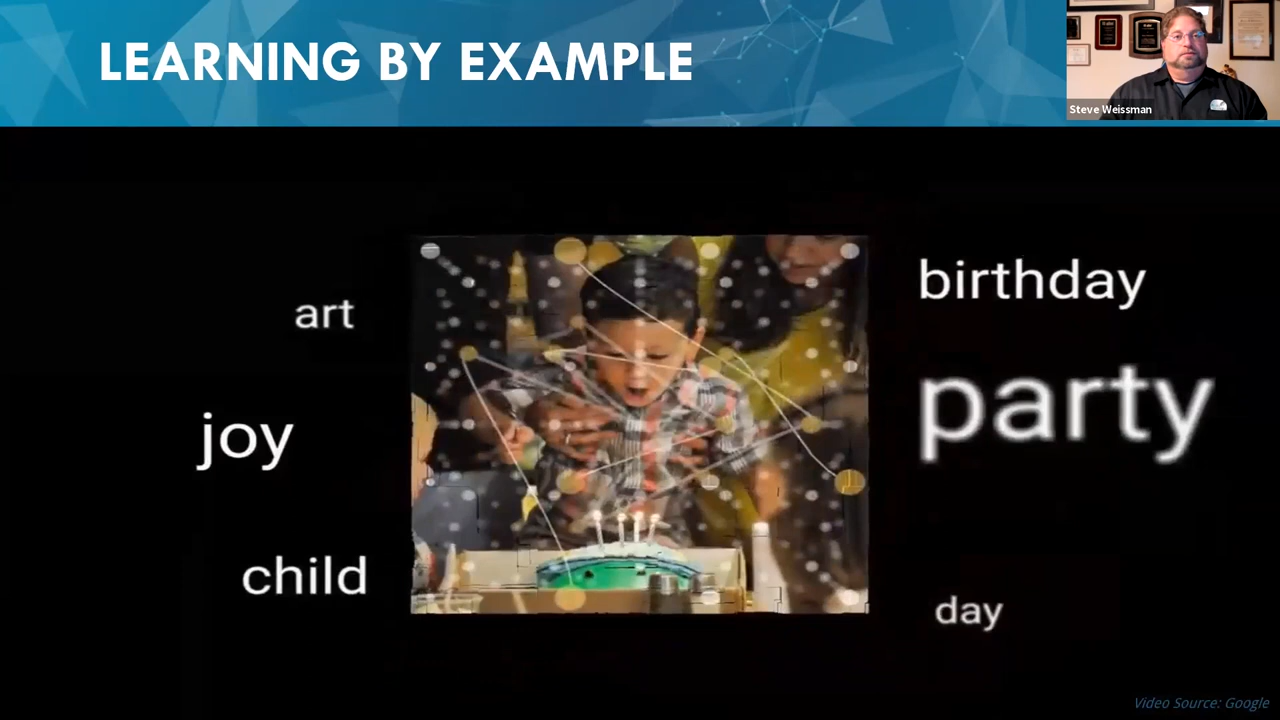 LEARNING BY EXAMPLE
Steve Weissman
art
joy
child
birthday
party
day
Video Source: Google